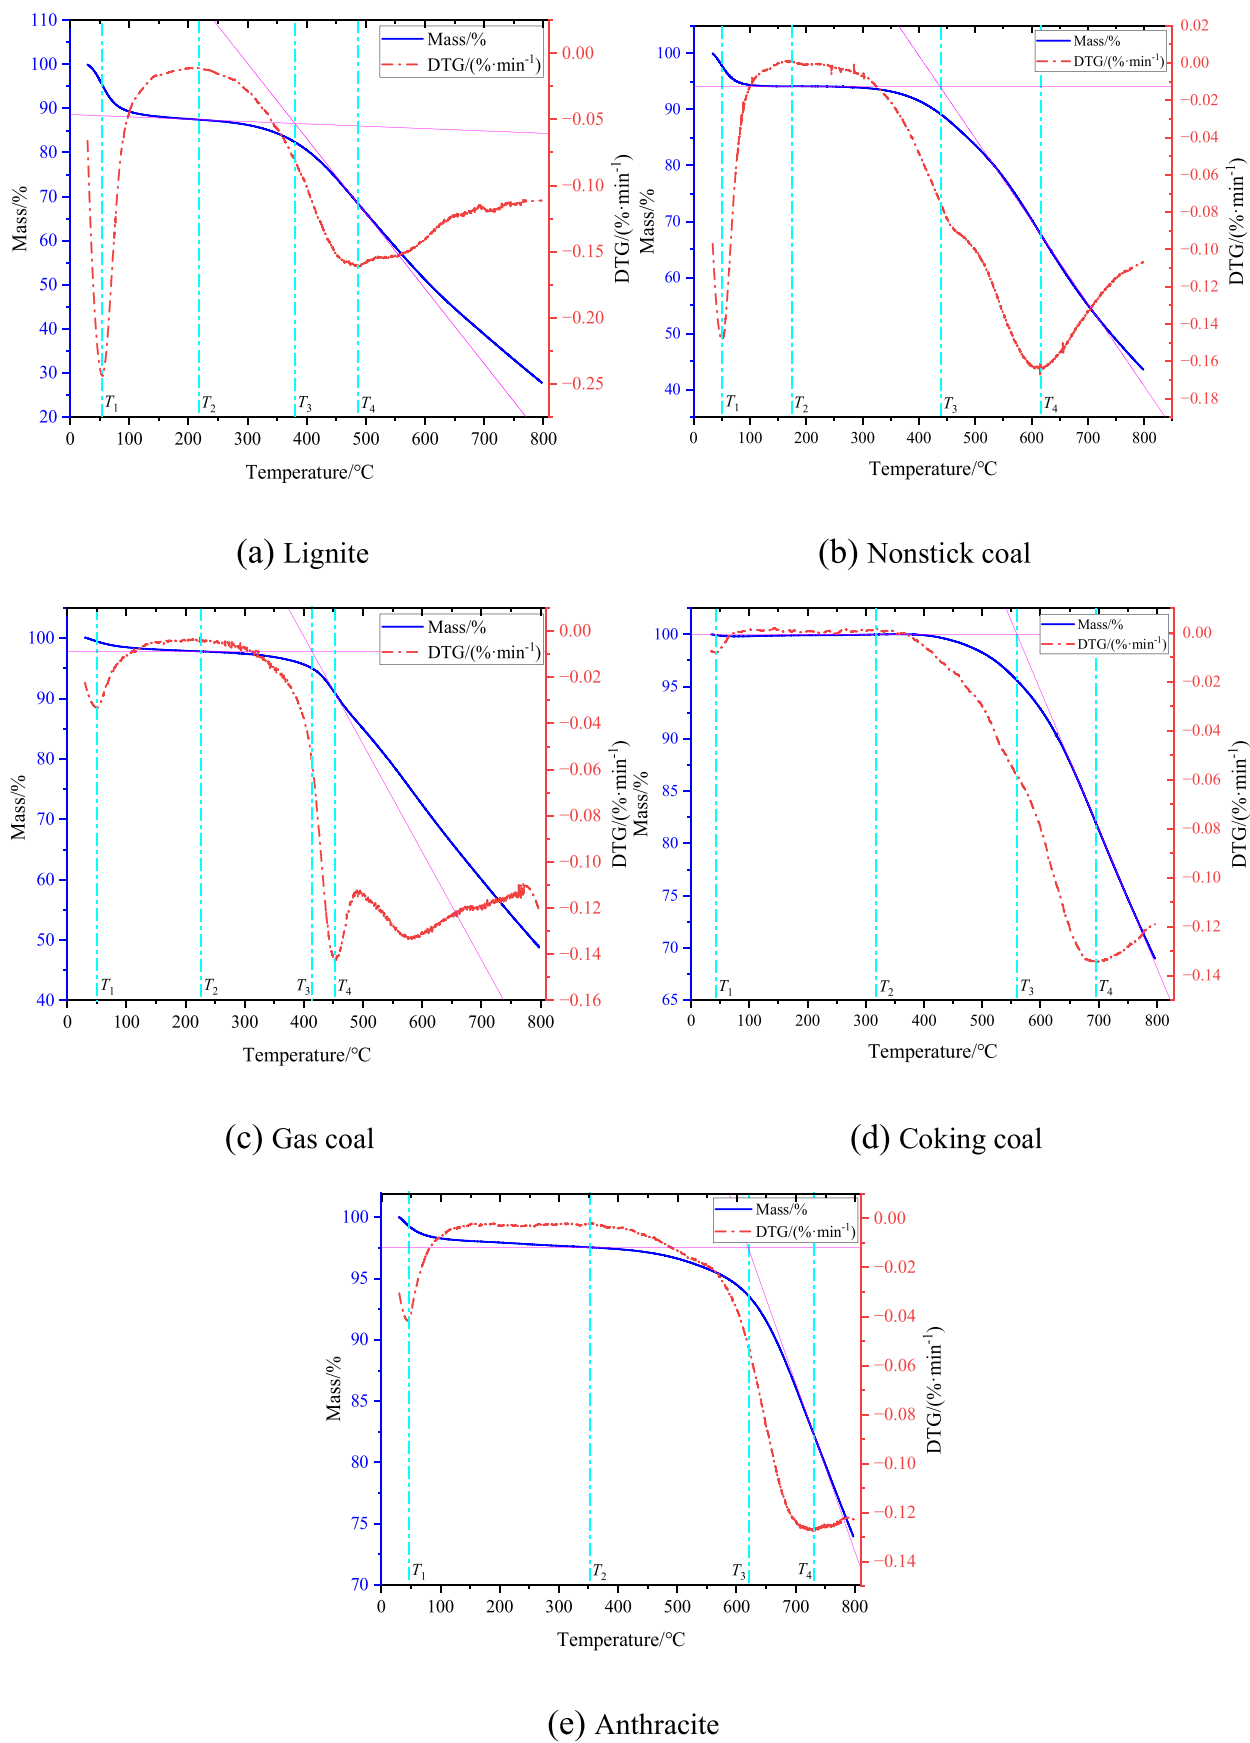 110
100
90
80
70
60
50
40
30
20
Mass/%
Mass/%
DTG/(%·min-1)
0.00
−0.05
−0.10
−0.15
−0.20
−0.25
DTG/(%·min-1)
T1
T2
T3
T4
0 100 200 300 400 500 600 700 800
Temperature/°C
(a) Lignite
100
90
80
70
60
50
40
Mass/%
Mass/%
DTG/(%·min-1)
0.02
0.00
−0.02
−0.04
−0.06
−0.08
−0.10
−0.12
−0.14
−0.16
−0.18
DTG/(%·min-1)
T1
T2
T3
T4
0 100 200 300 400 500 600 700 800
Temperature/°C
(b) Nonstick coal
100
90
80
70
60
50
40
Mass/%
Mass/%
DTG/(%·min-1)
0.00
−0.02
−0.04
−0.06
−0.08
−0.10
−0.12
−0.14
−0.16
DTG/(%·min-1)
T1
T2
T3
T4
0 100 200 300 400 500 600 700 800
Temperature/°C
(c) Gas coal
100
95
90
85
80
75
70
65
Mass/%
Mass/%
DTG/(%·min-1)
0.00
−0.02
−0.04
−0.06
−0.08
−0.10
−0.12
−0.14
DTG/(%·min-1)
T1
T2
T3
T4
0 100 200 300 400 500 600 700 800
Temperature/°C
(d) Coking coal
100
95
90
85
80
75
70
Mass/%
Mass/%
DTG/(%·min-1)
0.00
−0.02
−0.04
−0.06
−0.08
−0.10
−0.12
−0.14
DTG/(%·min-1)
T1
T2
T3
T4
0 100 200 300 400 500 600 700 800
Temperature/°C
(e) Anthracite